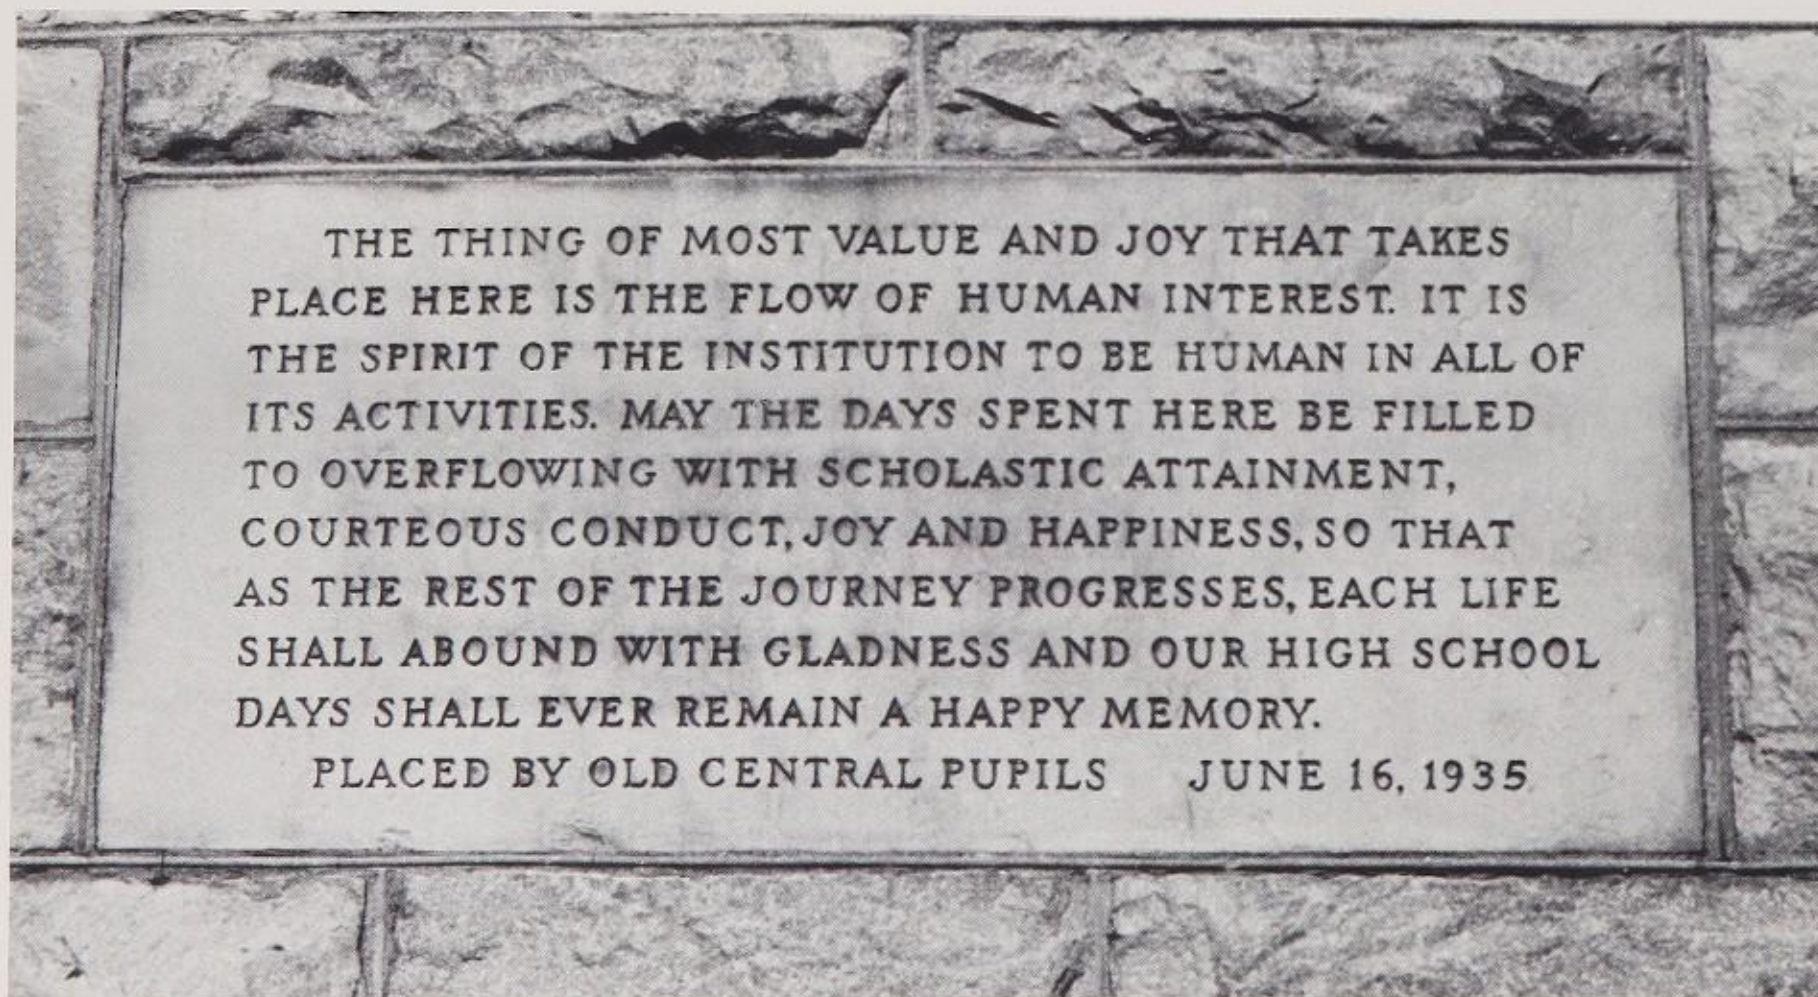 THE THING OF MOST VALUE AND JOY THAT TAKES
PLACE HERE IS THE FLOW OF HUMAN INTEREST. IT IS
THE SPIRIT OF THE INSTITUTION TO BE HUMAN IN ALL OF
ITS ACTIVITIES. MAY THE DAYS SPENT HERE BE FILLED
TO OVERFLOWING WITH SCHOLASTIC ATTAINMENT,
COURTEOUS CONDUCT, JOY AND HAPPINESS, SO THAT
AS THE REST OF THE JOURNEY PROGRESSES, EACH LIFE
SHALL ABOUND WITH GLADNESS AND OUR HIGH SCHOOL
DAYS SHALL EVER REMAIN A HAPPY MEMORY.
PLACED BY OLD CENTRAL PUPILS JUNE 16, 1935